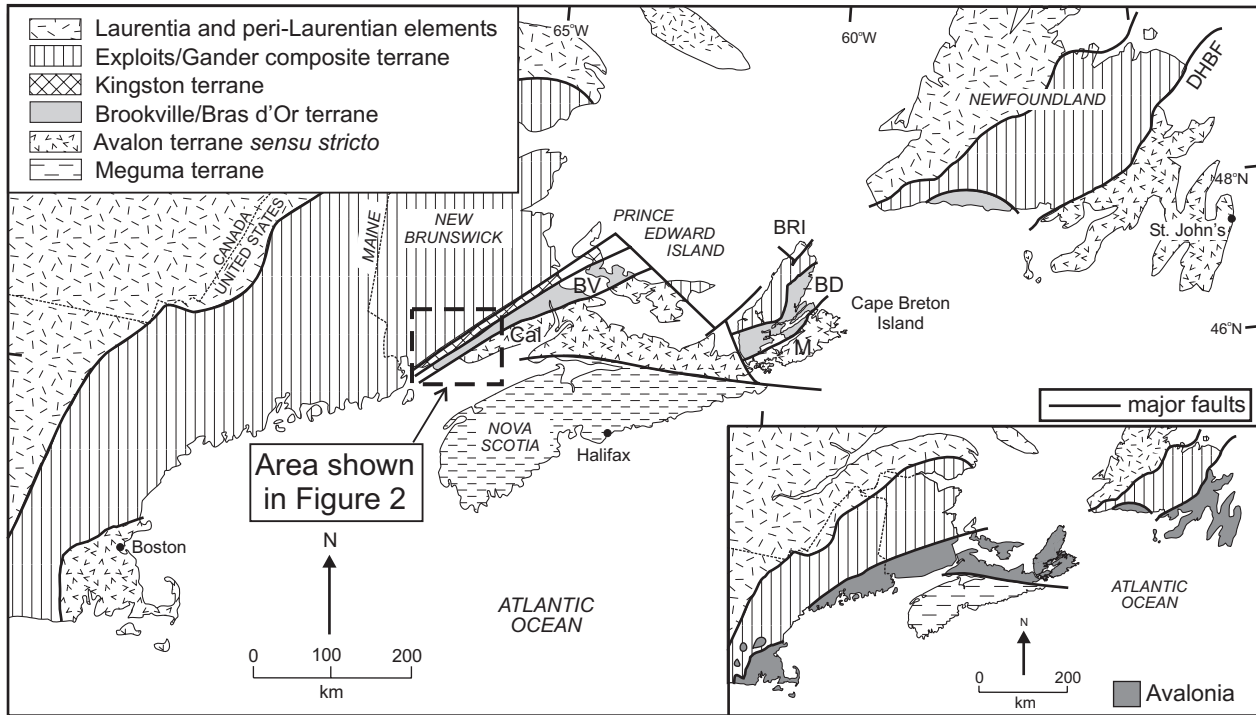 Laurentia and peri-Laurentian elements
Exploits/Gander composite terrane
Kingston terrane
Brookville/Bras d'Or terrane
Avalon terrane sensu stricto
Meguma terrane
65°W
60°W
DHBF
NEWFOUNDLAND
48°N
St. John's
CANADA
UNITED STATES
MAINE
NEW
BRUNSWICK
PRINCE
EDWARD
ISLAND
BRI
BV
BD
Cape Breton
Island
46°N
Cal
M
NOVA
SCOTIA
Halifax
major faults
Area shown
in Figure 2
Boston
N
0 100 200
km
ATLANTIC
OCEAN
ATLANTIC
OCEAN
N
0 200
km
Avalonia